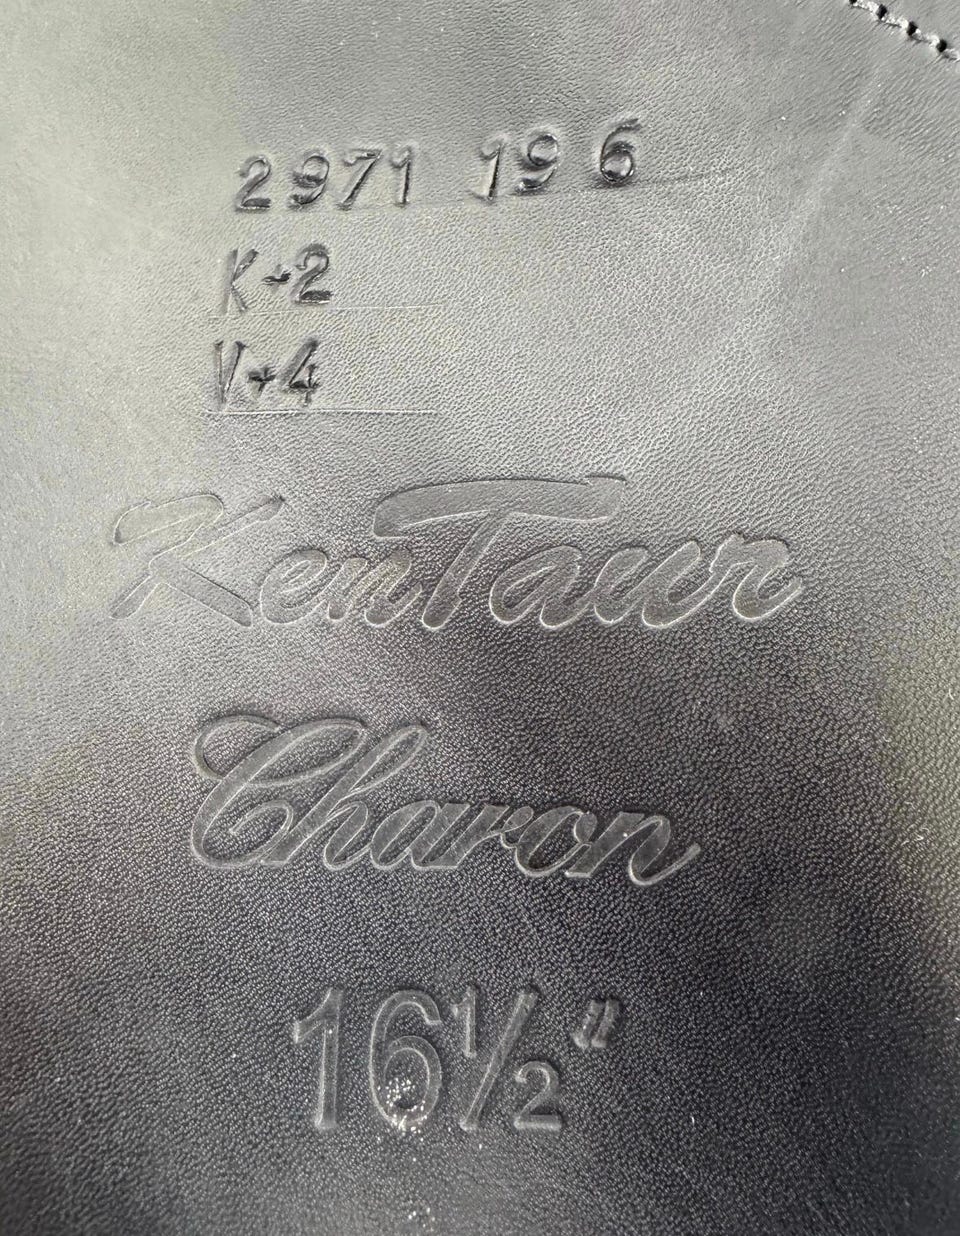 2971 19 6
K+2
V+4
KenTaur
Charon
16½"